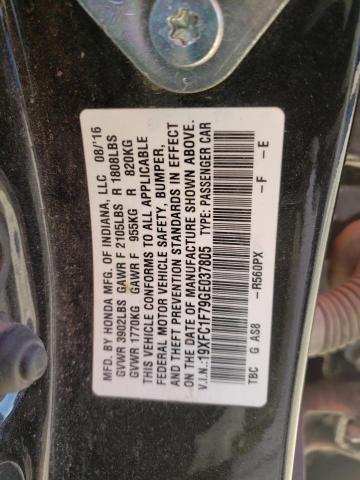 MFD. BY HONDA MFG. OF INDIANA, LLC 08/'16
GVWR 3902LBS GAWR F 2105LBS R 1808LBS
GVWR 1770KG GAWR F 955KG R 820KG
THIS VEHICLE CONFORMS TO ALL APPLICABLE
FEDERAL MOTOR VEHICLE SAFETY, BUMPER,
AND THEFT PREVENTION STANDARDS IN EFFECT
ON THE DATE OF MANUFACTURE SHOWN ABOVE.
V.I.N.:19XFC1F79GE037805 TYPE: PASSENGER CAR
TBC G AS8 -R560PX -F -E